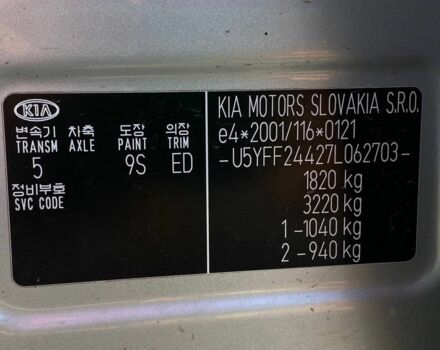 KIA
변속기 차축 도장 의장
TRANSM AXLE PAINT TRIM
5 9S ED
정비부호
SVC CODE
KIA MOTORS SLOVAKIA S.R.O.
e4*2001/116*0121
-U5YFF24427L062703-
1820 kg
3220 kg
1-1040 kg
2-940 kg